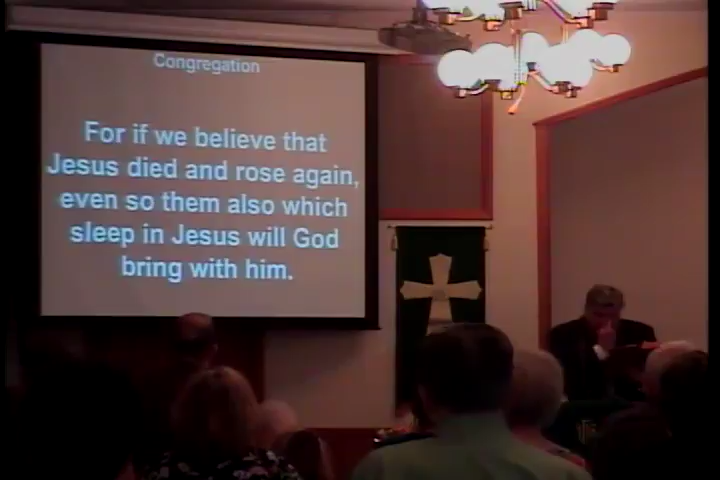 Congregation
For if we believe that
Jesus died and rose again,
even so them also which
sleep in Jesus will God
bring with him.